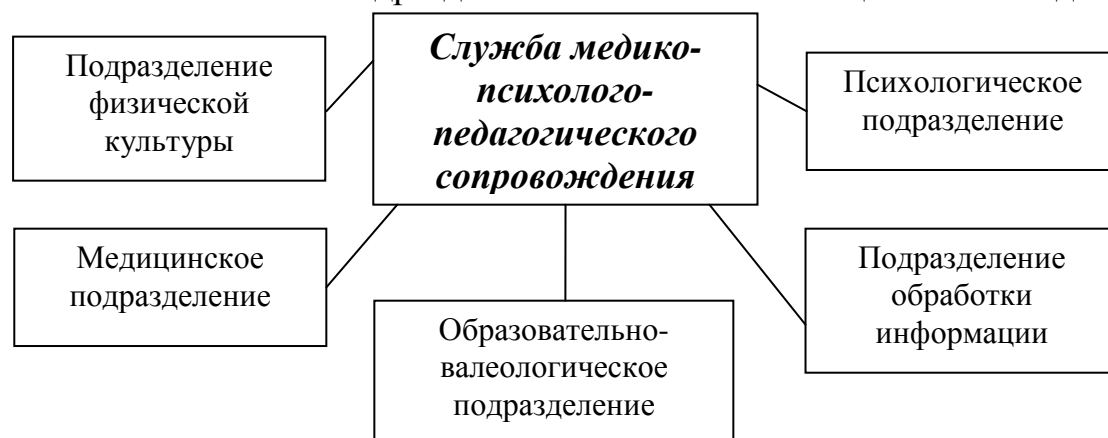 Подразделение
физической
культуры
Служба медико-
психолого-
педагогического
сопровождения
Психологическое
подразделение
Медицинское
подразделение
Образовательно-
валеологическое
подразделение
Подразделение
обработки
информации